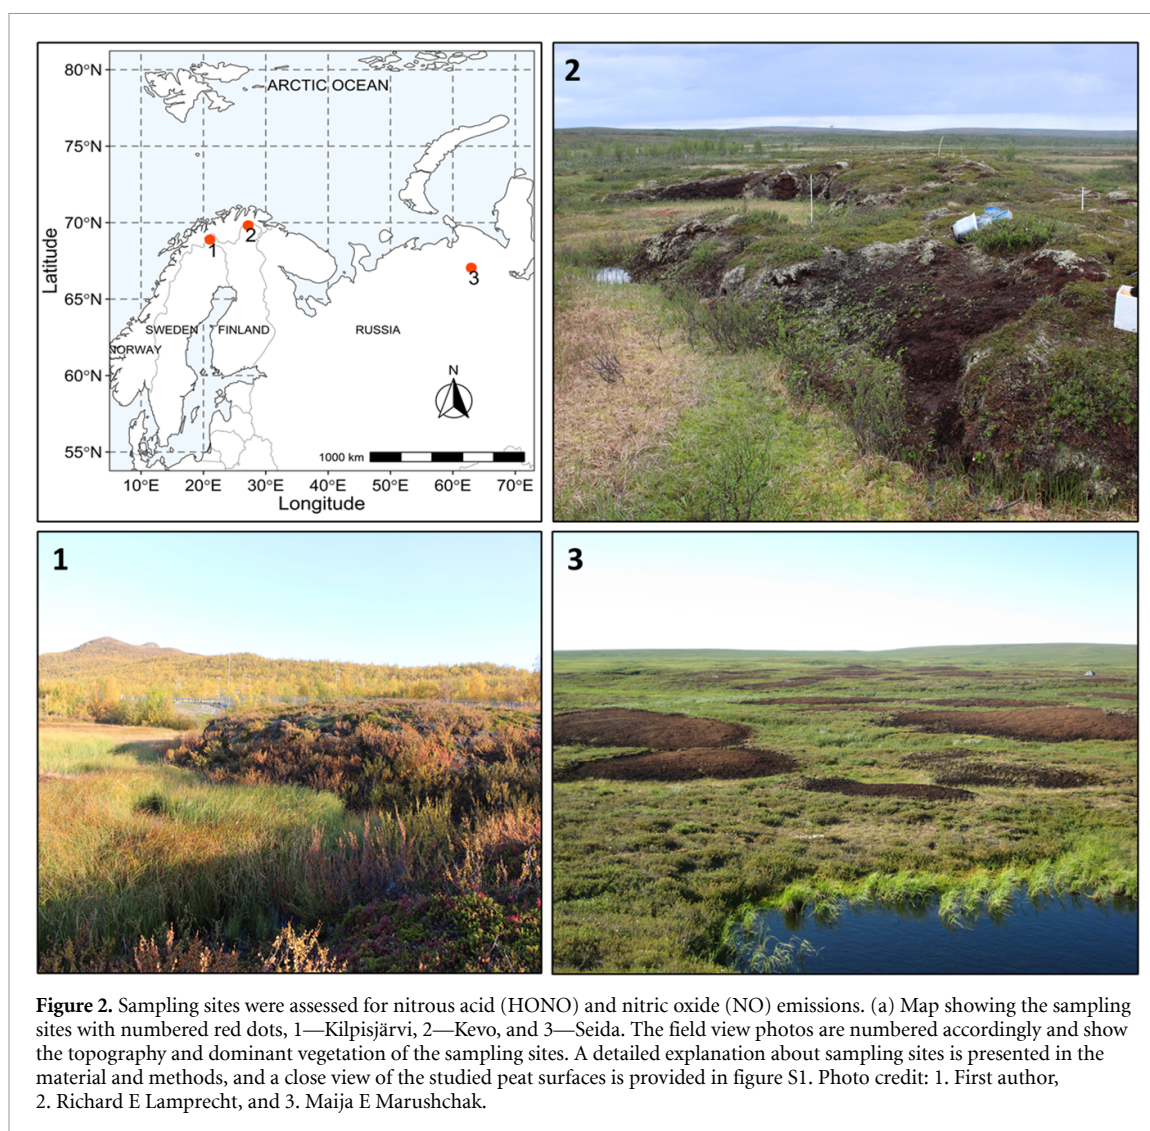 80°N
ARCTIC OCEAN
75°N
70°N
1
2
3
65°N
SWEDEN
FINLAND
RUSSIA
NORWAY
60°N
N
55°N
1000 km
10°E 20°E 30°E 40°E 50°E 60°E 70°E
Longitude
Latitude
2
1
3
Figure 2. Sampling sites were assessed for nitrous acid (HONO) and nitric oxide (NO) emissions. (a) Map showing the sampling
sites with numbered red dots, 1—Kilpisjärvi, 2—Kevo, and 3—Seida. The field view photos are numbered accordingly and show
the topography and dominant vegetation of the sampling sites. A detailed explanation about sampling sites is presented in the
material and methods, and a close view of the studied peat surfaces is provided in figure S1. Photo credit: 1. First author,
2. Richard E Lamprecht, and 3. Maija E Marushchak.